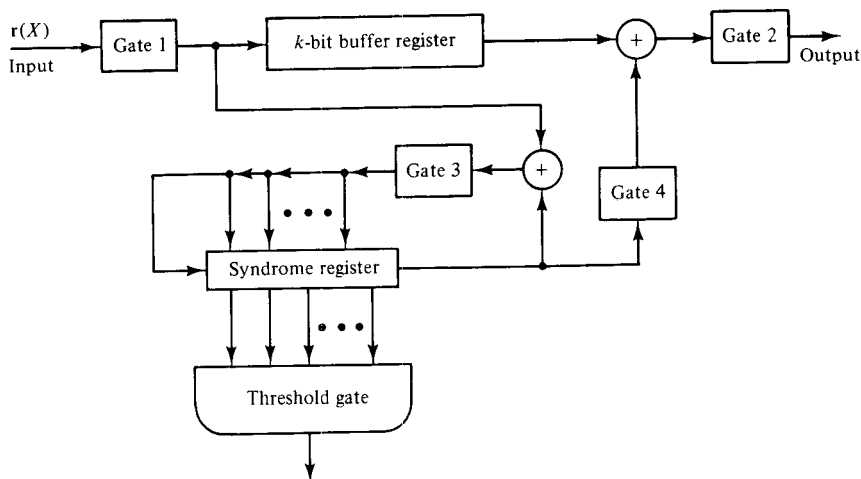 r(X)
Input
Gate 1
k-bit buffer register
+
Gate 2
Output
Gate 3
+
Gate 4
Syndrome register
Threshold gate